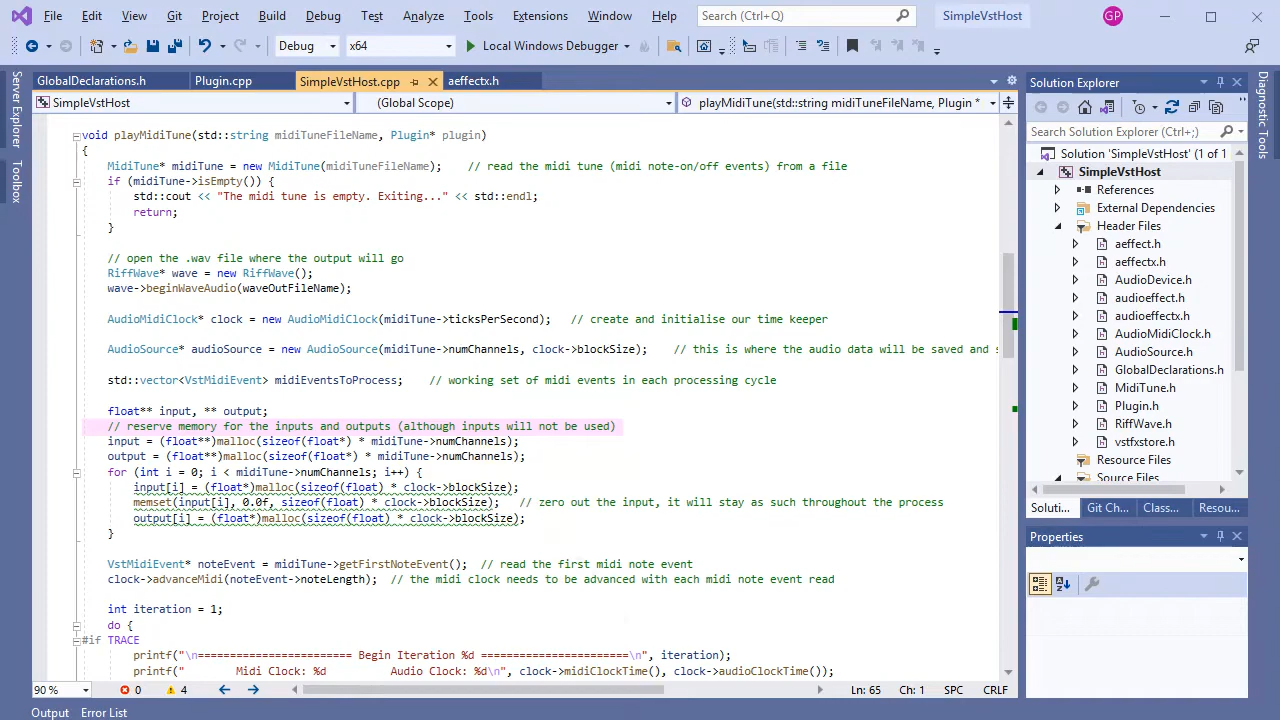 File Edit View Git Project Build Debug Test Analyze Tools Extensions Window Help Search (Ctrl+Q) SimpleVstHost GP
Debug x64 Local Windows Debugger
Server Explorer
Toolbox
GlobalDeclarations.h Plugin.cpp SimpleVstHost.cpp aeffectx.h
SimpleVstHost (Global Scope) playMidiTune(std::string midiTuneFileName, Plugin *
void playMidiTune(std::string midiTuneFileName, Plugin* plugin)
{
MidiTune* midiTune = new MidiTune(midiTuneFileName); // read the midi tune (midi note-on/off events) from a file
if (midiTune->isEmpty()) {
std::cout << "The midi tune is empty. Exiting..." << std::endl;
return;
}
// open the .wav file where the output will go
RiffWave* wave = new RiffWave();
wave->beginWaveAudio(waveOutFileName);
AudioMidiClock* clock = new AudioMidiClock(midiTune->ticksPerSecond); // create and initialise our time keeper
AudioSource* audioSource = new AudioSource(midiTune->numChannels, clock->blockSize); // this is where the audio data will be saved and s
std::vector<VstMidiEvent> midiEventsToProcess; // working set of midi events in each processing cycle
float** input, ** output;
// reserve memory for the inputs and outputs (although inputs will not be used)
input = (float**)malloc(sizeof(float*) * midiTune->numChannels);
output = (float**)malloc(sizeof(float*) * midiTune->numChannels);
for (int i = 0; i < midiTune->numChannels; i++) {
input[i] = (float*)malloc(sizeof(float) * clock->blockSize);
memset(input[i], 0.0f, sizeof(float) * clock->blockSize); // zero out the input, it will stay as such throughout the process
output[i] = (float*)malloc(sizeof(float) * clock->blockSize);
}
VstMidiEvent* noteEvent = midiTune->getFirstNoteEvent(); // read the first midi note event
clock->advanceMidi(noteEvent->noteLength); // the midi clock needs to be advanced with each midi note event read
int iteration = 1;
do {
#if TRACE
printf("\n====================== Begin Iteration %d =======================\n", iteration);
printf(" Midi Clock: %d Audio Clock: %d\n", clock->midiClockTime(), clock->audioClockTime());
90 % 0 4 Ln: 65 Ch: 1 SPC CRLF
Output Error List
Solution Explorer
Search Solution Explorer (Ctrl+;)
Solution 'SimpleVstHost' (1 of 1
SimpleVstHost
References
External Dependencies
Header Files
aeffect.h
aeffectx.h
AudioDevice.h
audioeffect.h
audioeffectx.h
AudioMidiClock.h
AudioSource.h
GlobalDeclarations.h
MidiTune.h
Plugin.h
RiffWave.h
vstfxstore.h
Resource Files
Source Files
Soluti... Git Ch... Class... Resou...
Properties
Diagnostic Tools